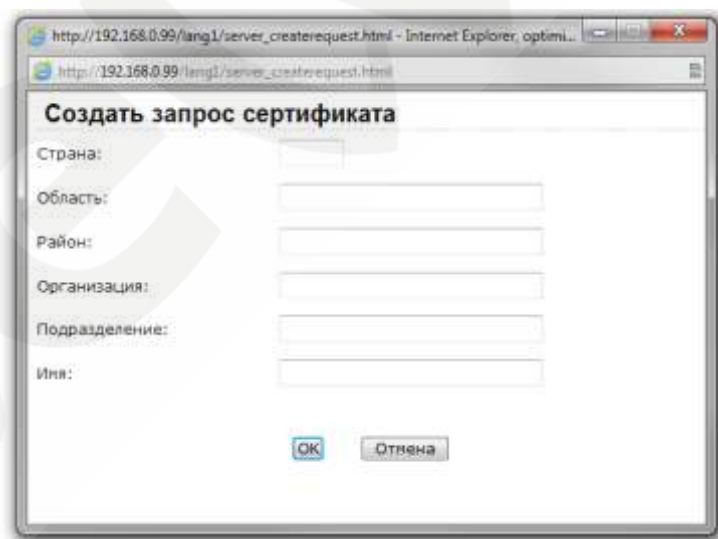 http://192.168.0.99/lang1/server_createrequest.html - Internet Explorer, optimi...
http://192.168.0.99/lang1/server_createrequest.html
Создать запрос сертификата
Страна:
Область:
Район:
Организация:
Подразделение:
Имя:
OK Отмена